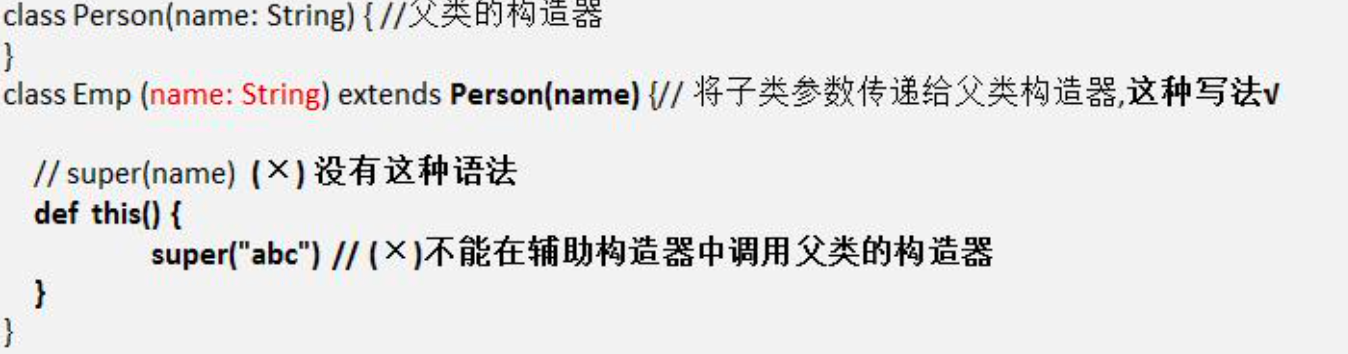 class Person(name: String) { //父类的构造器
}
class Emp (name: String) extends Person(name) {// 将子类参数传递给父类构造器,这种写法√

// super(name) (×) 没有这种语法
def this() {
super("abc") // (×)不能在辅助构造器中调用父类的构造器
}
}